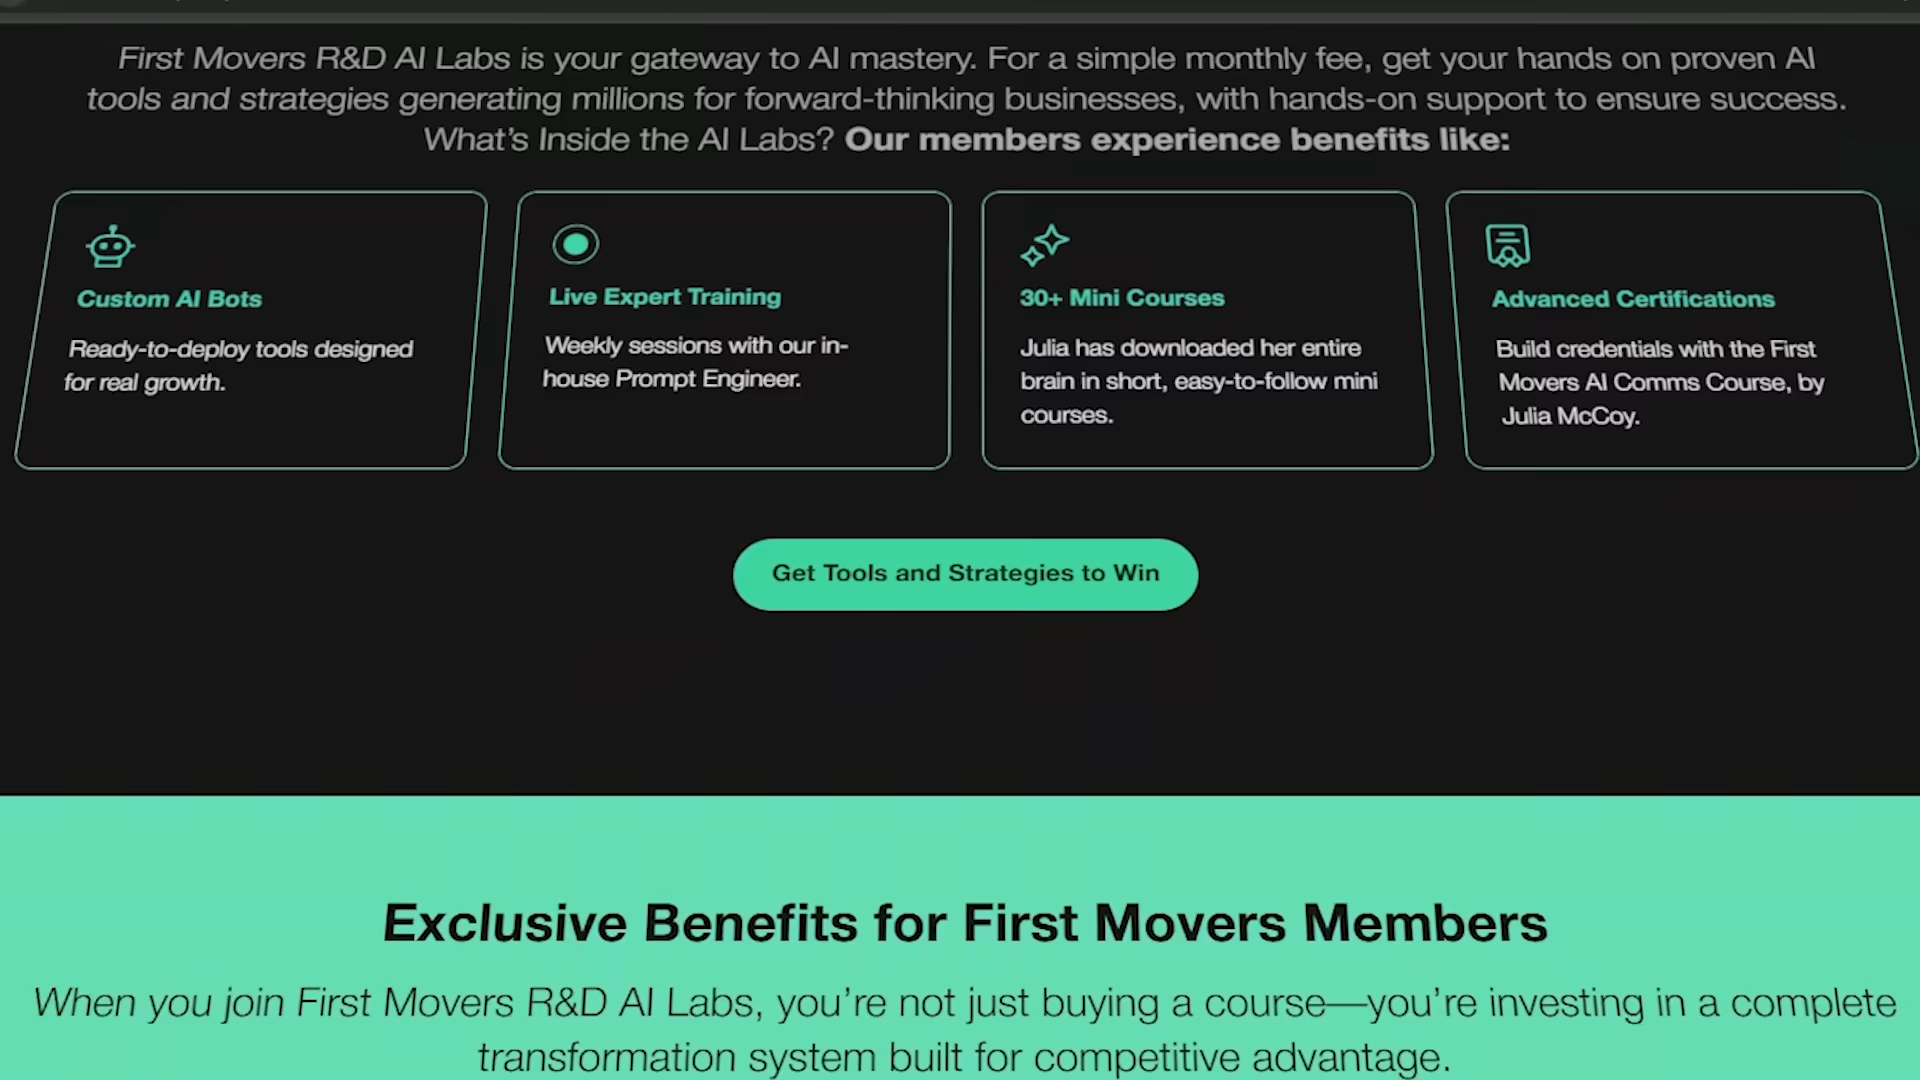 First Movers R&D AI Labs is your gateway to AI mastery. For a simple monthly fee, get your hands on proven AI
tools and strategies generating millions for forward-thinking businesses, with hands-on support to ensure success.
What's Inside the AI Labs? Our members experience benefits like:
Custom AI Bots
Ready-to-deploy tools designed
for real growth.
Live Expert Training
Weekly sessions with our in-
house Prompt Engineer.
30+ Mini Courses
Julia has downloaded her entire
brain in short, easy-to-follow mini
courses.
Advanced Certifications
Build credentials with the First
Movers AI Comms Course, by
Julia McCoy.
Get Tools and Strategies to Win
Exclusive Benefits for First Movers Members
When you join First Movers R&D AI Labs, you're not just buying a course—you're investing in a complete
transformation system built for competitive advantage.